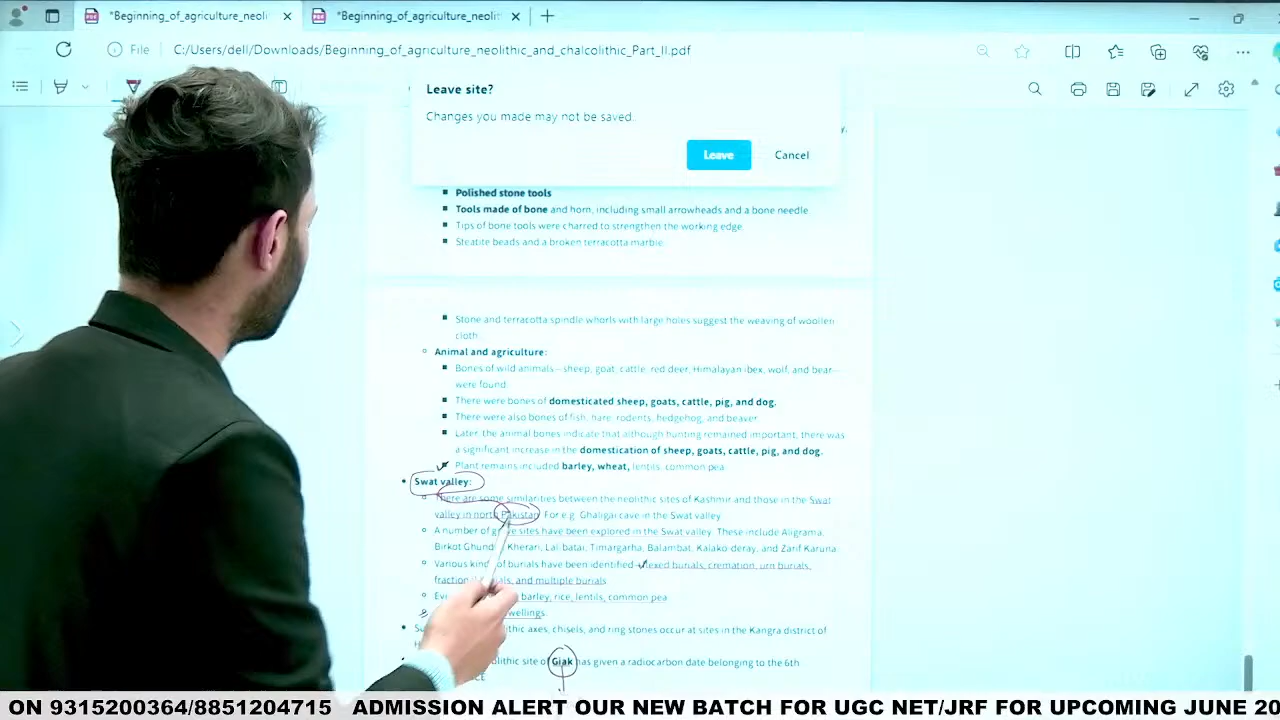 *Beginning_of_agriculture_neoli
*Beginning_of_agriculture_neolit
File
C:/Users/dell/Downloads/Beginning_of_agriculture_neolithic_and_chalcolithic_Part_II.pdf
Leave site?
Changes you made may not be saved.
Leave
Cancel
Polished stone tools
Tools made of bone and horn, including small arrowheads and a bone needle
Tips of bone tools were charred to strengthen the working edge.
Steatite beads and a broken terracotta marble.
Stone and terracotta spindle whorls with large holes suggest the weaving of woollen
cloth.
Animal and agriculture:
Bones of wild animals—sheep, goat, cattle, red deer, Himalayan ibex, wolf, and bear—
were found.
There were bones of domesticated sheep, goats, cattle, pig, and dog.
There were also bones of fish, hare, rodents, hedgehog, and beaver
Later, the animal bones indicate that although hunting remained important, there was
a significant increase in the domestication of sheep, goats, cattle, pig, and dog.
Plant remains included barley, wheat, lentils, common pea.
Swat valley:
There are some similarities between the neolithic sites of Kashmir and those in the Swat
valley in north Pakistan. For e.g. Ghaligai cave in the Swat valley
A number of grave sites have been explored in the Swat valley. These include Aligrama,
Birkot Ghundai, Kherari, Lal-batai, Timargarha, Balambat, Kalako-deray, and Zarif Karuna.
Various kinds of burials have been identified—flexed burials, cremation, urn burials,
fractional burials, and multiple burials
barley, rice, lentils, common pea
wellings.
lithic axes, chisels, and ring stones occur at sites in the Kangra district of
olithic site of Giak has given a radiocarbon date belonging to the 6th
ON 9315200364/8851204715 ADMISSION ALERT OUR NEW BATCH FOR UGC NET/JRF FOR UPCOMING JUNE 20